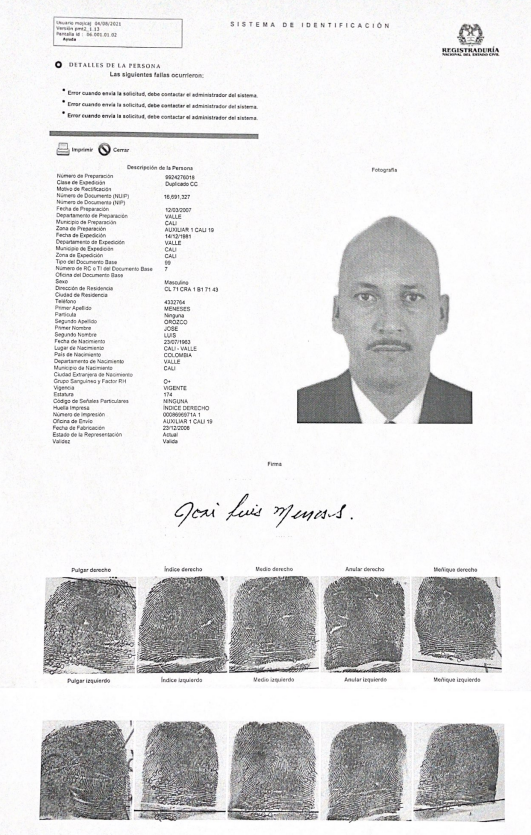 Usuario mojicaj 04/08/2021
Versión pmt2_1.13
Pantalla id : 06.001.01.02
Ayuda
SISTEMA DE IDENTIFICACIÓN
REGISTRADURÍA
NACIONAL DEL ESTADO CIVIL
DETALLES DE LA PERSONA
Las siguientes fallas ocurrieron:
* Error cuando envía la solicitud, debe contactar el administrador del sistema.
* Error cuando envía la solicitud, debe contactar el administrador del sistema.
* Error cuando envía la solicitud, debe contactar el administrador del sistema.
Imprimir Cerrar
Descripción de la Persona
Fotografía
Número de Preparación 9924276019
Clase de Expedición Duplicado CC
Motivo de Rectificación
Número de Documento (NUIP) 16,691,327
Número de Documento (NIP)
Fecha de Preparación 12/03/2007
Departamento de Preparación VALLE
Municipio de Preparación CALI
Zona de Preparación AUXILIAR 1 CALI 19
Fecha de Expedición 14/12/1981
Departamento de Expedición VALLE
Municipio de Expedición CALI
Zona de Expedición CALI
Tipo del Documento Base 99
Número de RC o TI del Documento Base 7
Oficina del Documento Base
Sexo Masculino
Dirección de Residencia CL 71 CRA 1 B1 71 43
Ciudad de Residencia
Teléfono 4332764
Primer Apellido MENESES
Partícula Ninguna
Segundo Apellido OROZCO
Primer Nombre JOSE
Segundo Nombre LUIS
Fecha de Nacimiento 23/07/1963
Lugar de Nacimiento CALI - VALLE
País de Nacimiento COLOMBIA
Departamento de Nacimiento VALLE
Municipio de Nacimiento CALI
Ciudad Extranjera de Nacimiento
Grupo Sanguíneo y Factor RH O+
Vigencia VIGENTE
Estatura 174
Código de Señales Particulares NINGUNA
Huella Impresa ÍNDICE DERECHO
Número de Impresión 0008696971A 1
Oficina de Envío AUXILIAR 1 CALI 19
Fecha de Fabricación 23/12/2008
Estado de la Representación Actual
Validez Valida
Firma
José Luis Meneses.
Pulgar derecho Índice derecho Medio derecho Anular derecho Meñique derecho
Pulgar izquierdo Índice izquierdo Medio izquierdo Anular izquierdo Meñique izquierdo